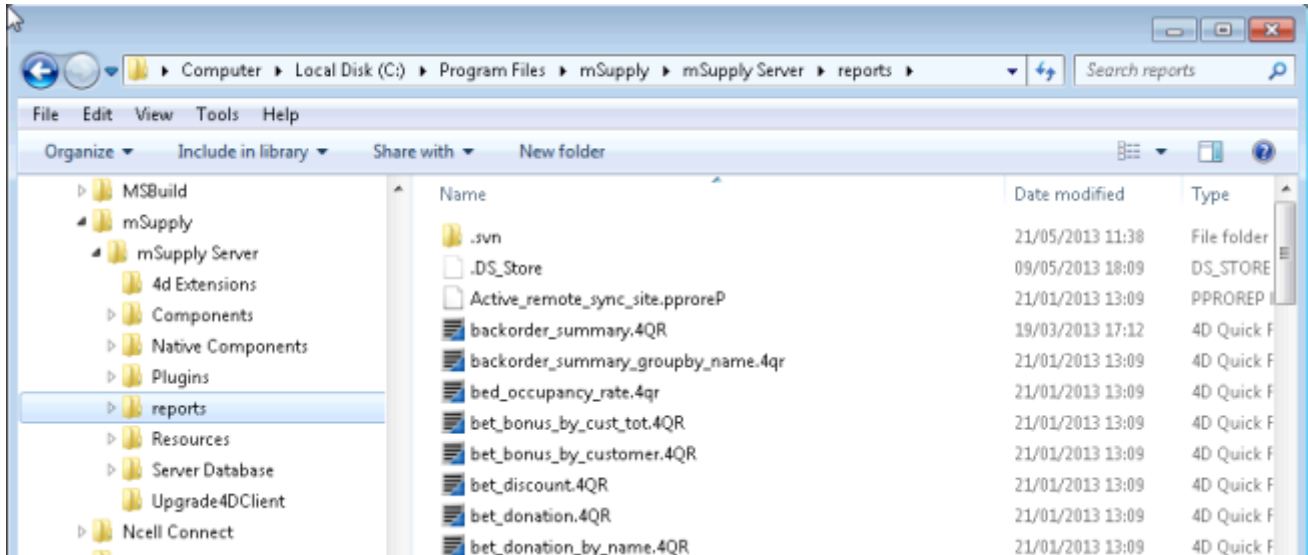 Computer Local Disk (C:) Program Files mSupply mSupply Server reports Search reports
File Edit View Tools Help
Organize Include in library Share with New folder
MSBuild
mSupply
mSupply Server
4d Extensions
Components
Native Components
Plugins
reports
Resources
Server Database
Upgrade4DClient
Ncell Connect
Name Date modified Type
.svn 21/05/2013 11:38 File folder
.DS_Store 09/05/2013 18:09 DS_STORE
Active_remote_sync_site.pproreP 21/01/2013 13:09 PPROREP
backorder_summary.4QR 19/03/2013 17:12 4D Quick
backorder_summary_groupby_name.4qr 21/01/2013 13:09 4D Quick
bed_occupancy_rate.4qr 21/01/2013 13:09 4D Quick
bet_bonus_by_cust_tot.4QR 21/01/2013 13:09 4D Quick
bet_bonus_by_customer.4QR 21/01/2013 13:09 4D Quick
bet_discount.4QR 21/01/2013 13:09 4D Quick
bet_donation.4QR 21/01/2013 13:09 4D Quick
bet_donation_by_name.4QR 21/01/2013 13:09 4D Quick